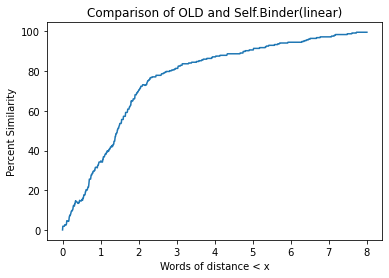 Comparison of OLD and Self.Binder(linear)
Percent Similarity
100
80
60
40
20
0
0 1 2 3 4 5 6 7 8
Words of distance < x